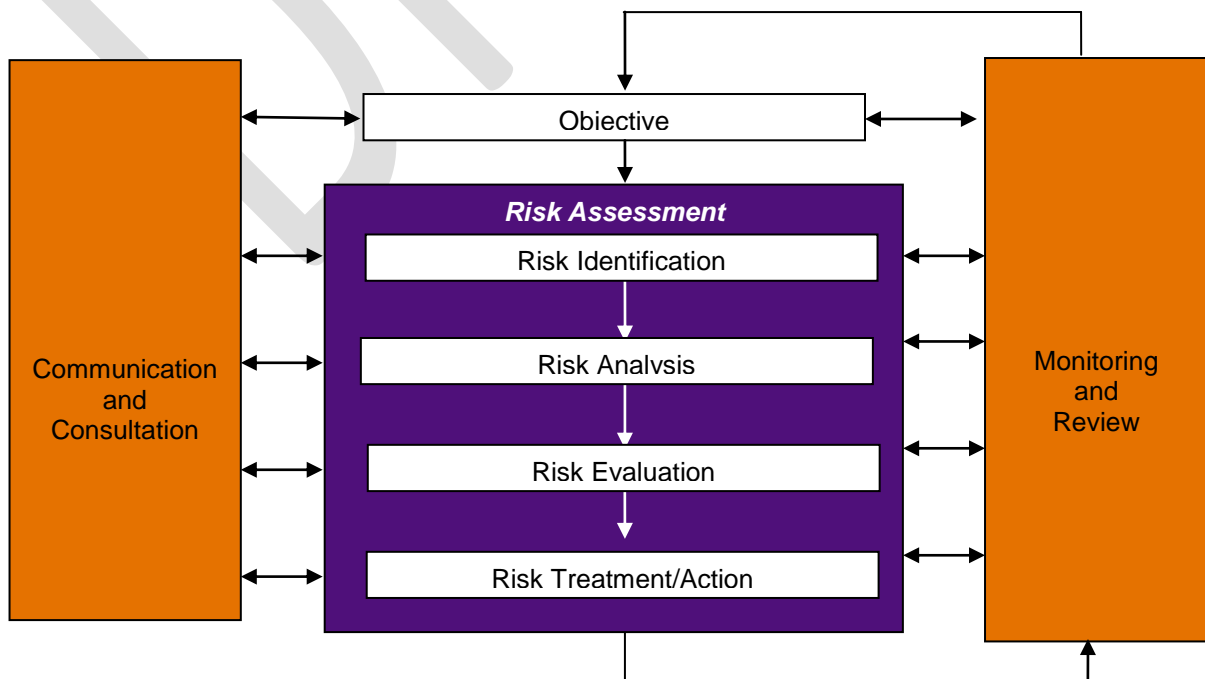 Objective
Risk Assessment
Risk Identification
Communication
and
Consultation
Risk Analysis
Monitoring
and
Review
Risk Evaluation
Risk Treatment/Action